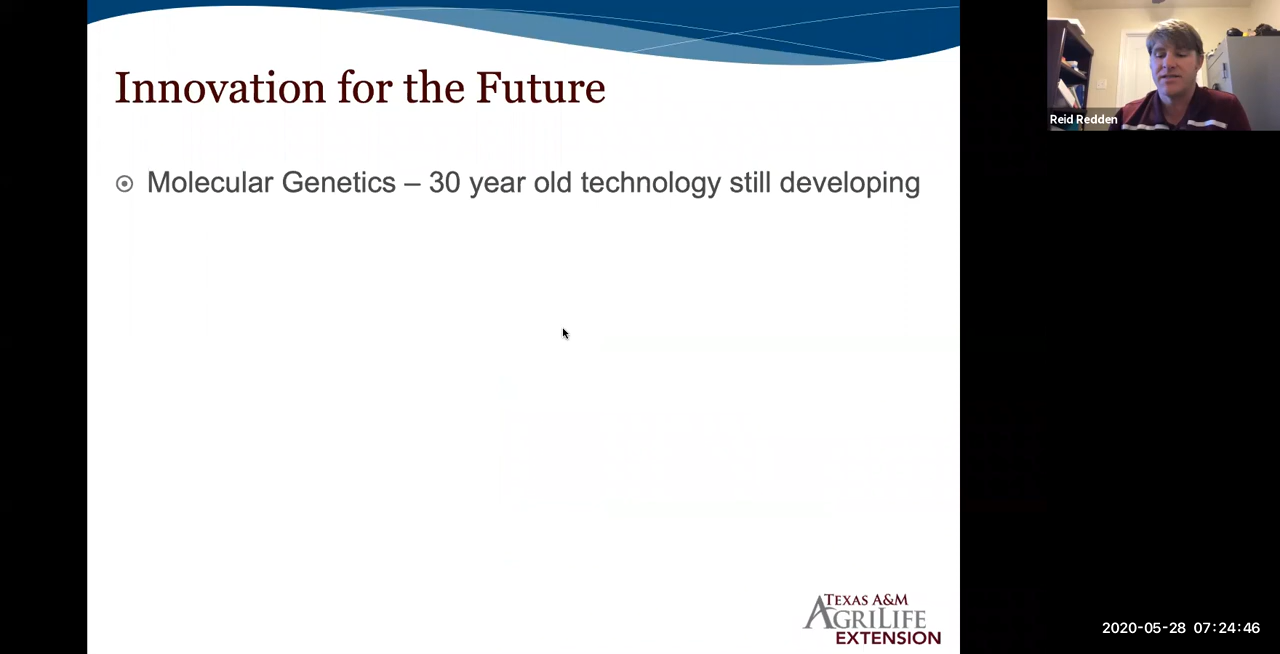 Innovation for the Future
Molecular Genetics – 30 year old technology still developing
Reid Redden
TEXAS A&M
AGRILIFE
EXTENSION
2020-05-28 07:24:46